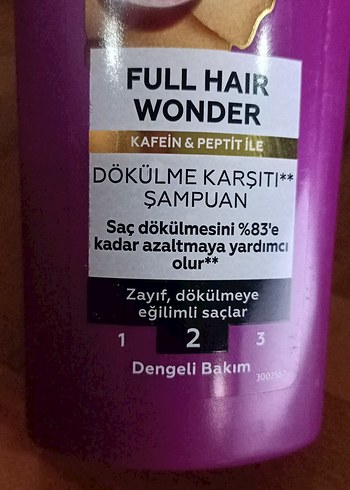 FULL HAIR
WONDER
KAFEİN & PEPTİT İLE
DÖKÜLME KARŞITI**
ŞAMPUAN
Saç dökülmesini %83'e
kadar azaltmaya yardımcı
olur**
Zayıf, dökülmeye
eğilimli saçlar
1 2 3
Dengeli Bakım